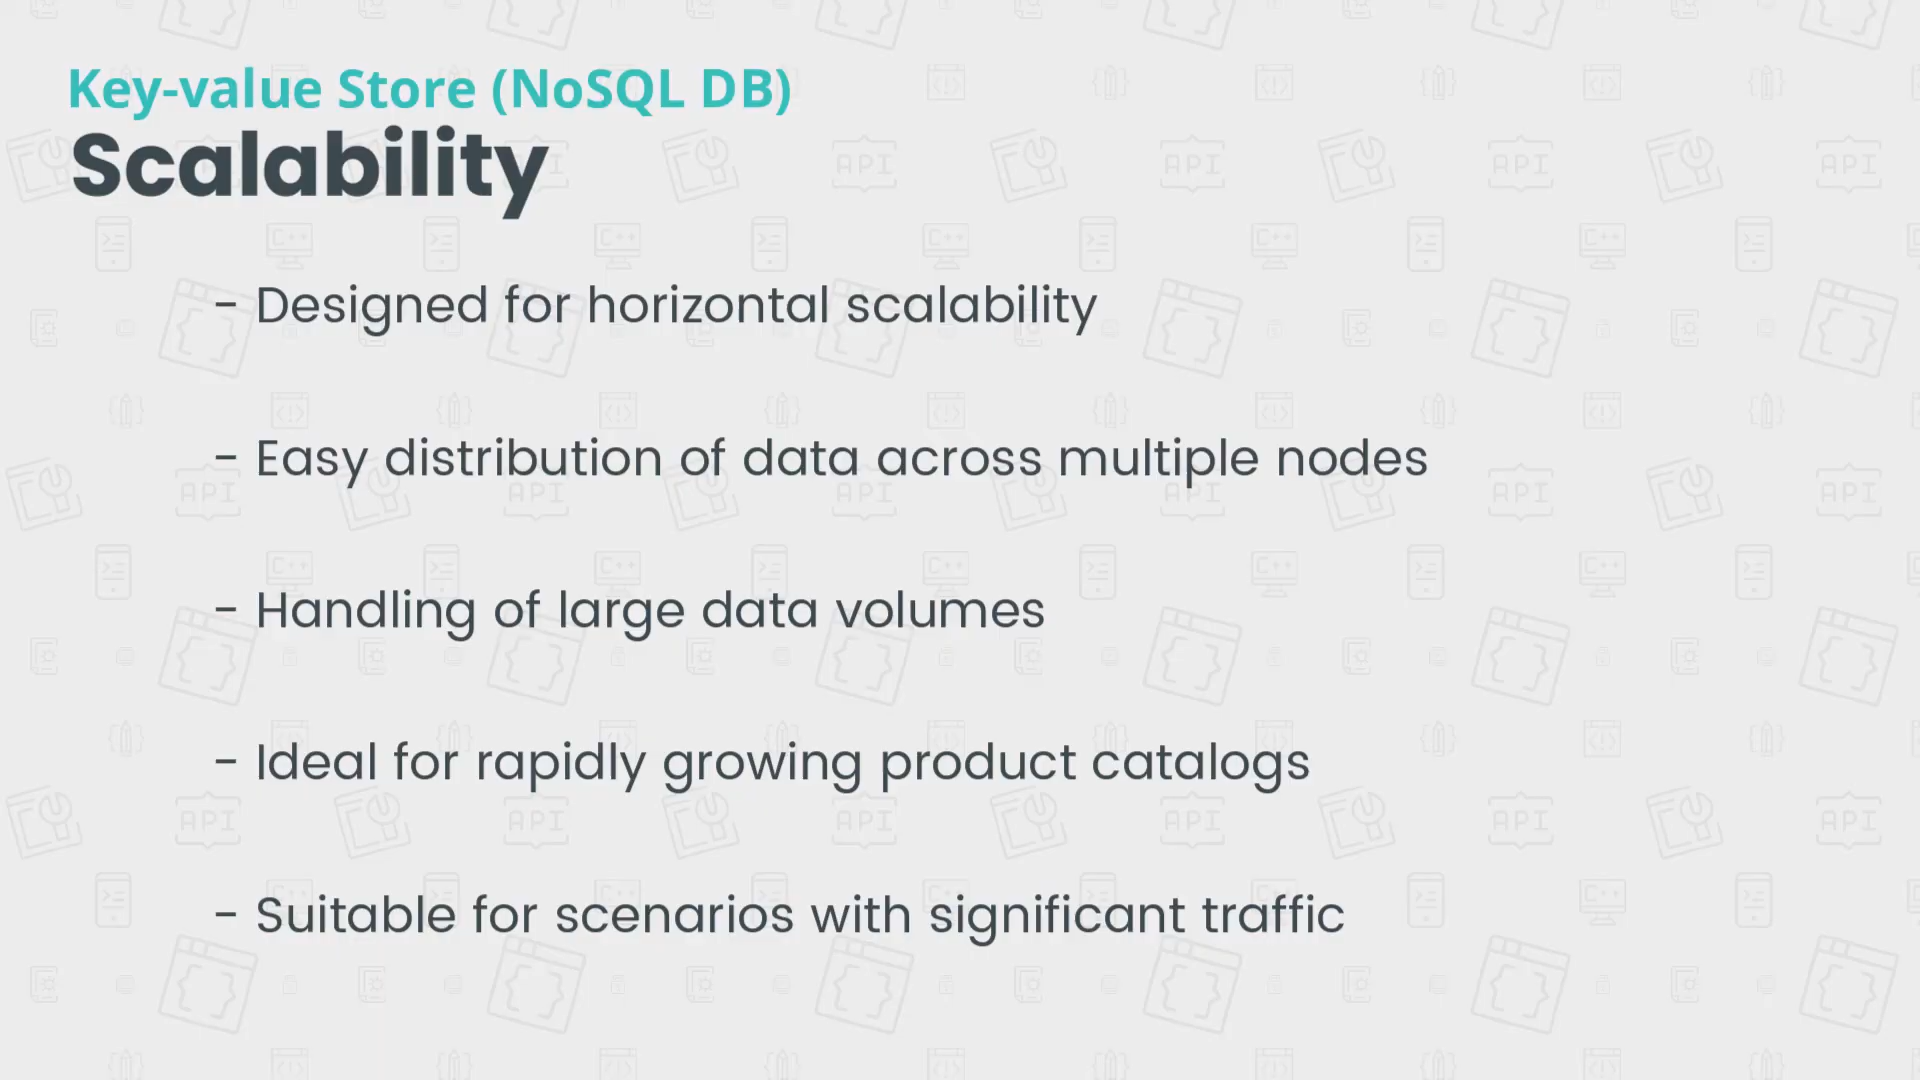 Key-value Store (NoSQL DB)
Scalability
- Designed for horizontal scalability
- Easy distribution of data across multiple nodes
- Handling of large data volumes
- Ideal for rapidly growing product catalogs
- Suitable for scenarios with significant traffic